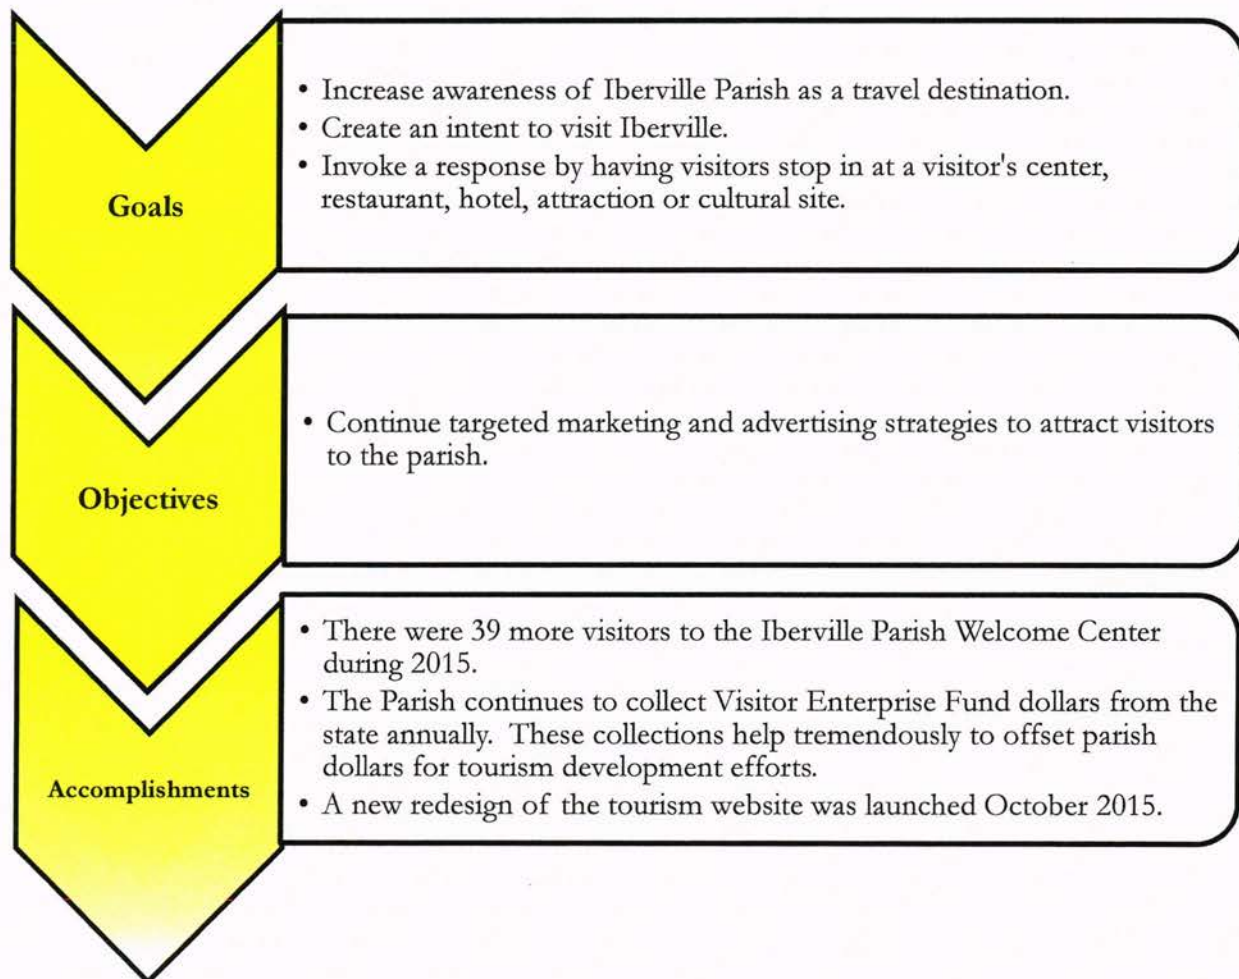 Goals
• Increase awareness of Iberville Parish as a travel destination.
• Create an intent to visit Iberville.
• Invoke a response by having visitors stop in at a visitor's center,
restaurant, hotel, attraction or cultural site.
Objectives
• Continue targeted marketing and advertising strategies to attract visitors
to the parish.
Accomplishments
• There were 39 more visitors to the Iberville Parish Welcome Center
during 2015.
• The Parish continues to collect Visitor Enterprise Fund dollars from the
state annually. These collections help tremendously to offset parish
dollars for tourism development efforts.
• A new redesign of the tourism website was launched October 2015.